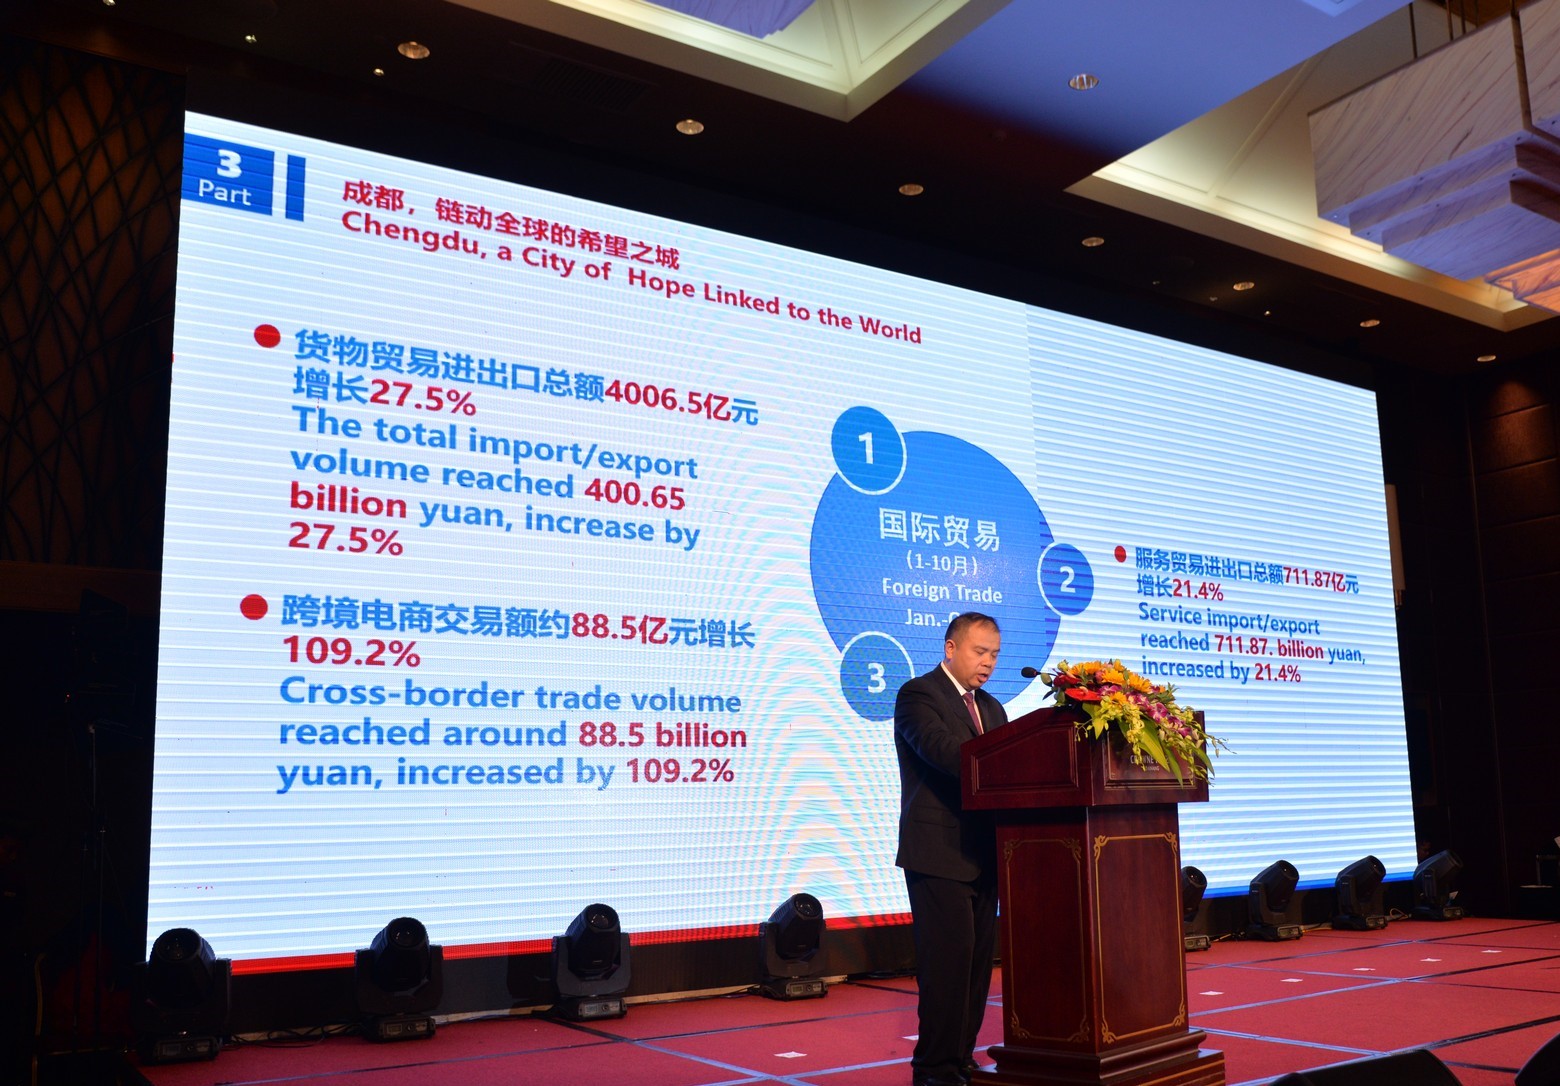 3
Part
成都，链动全球的希望之城
Chengdu, a City of Hope Linked to the World
货物贸易进出口总额4006.5亿元
增长27.5%
The total import/export
volume reached 400.65
billion yuan, increase by
27.5%
跨境电商交易额约88.5亿元增长
109.2%
Cross-border trade volume
reached around 88.5 billion
yuan, increased by 109.2%
1
国际贸易
(1-10月)
Foreign Trade
Jan.-
2
3
服务贸易进出口总额711.87亿元
增长21.4%
Service import/export
reached 711.87. billion yuan,
increased by 21.4%